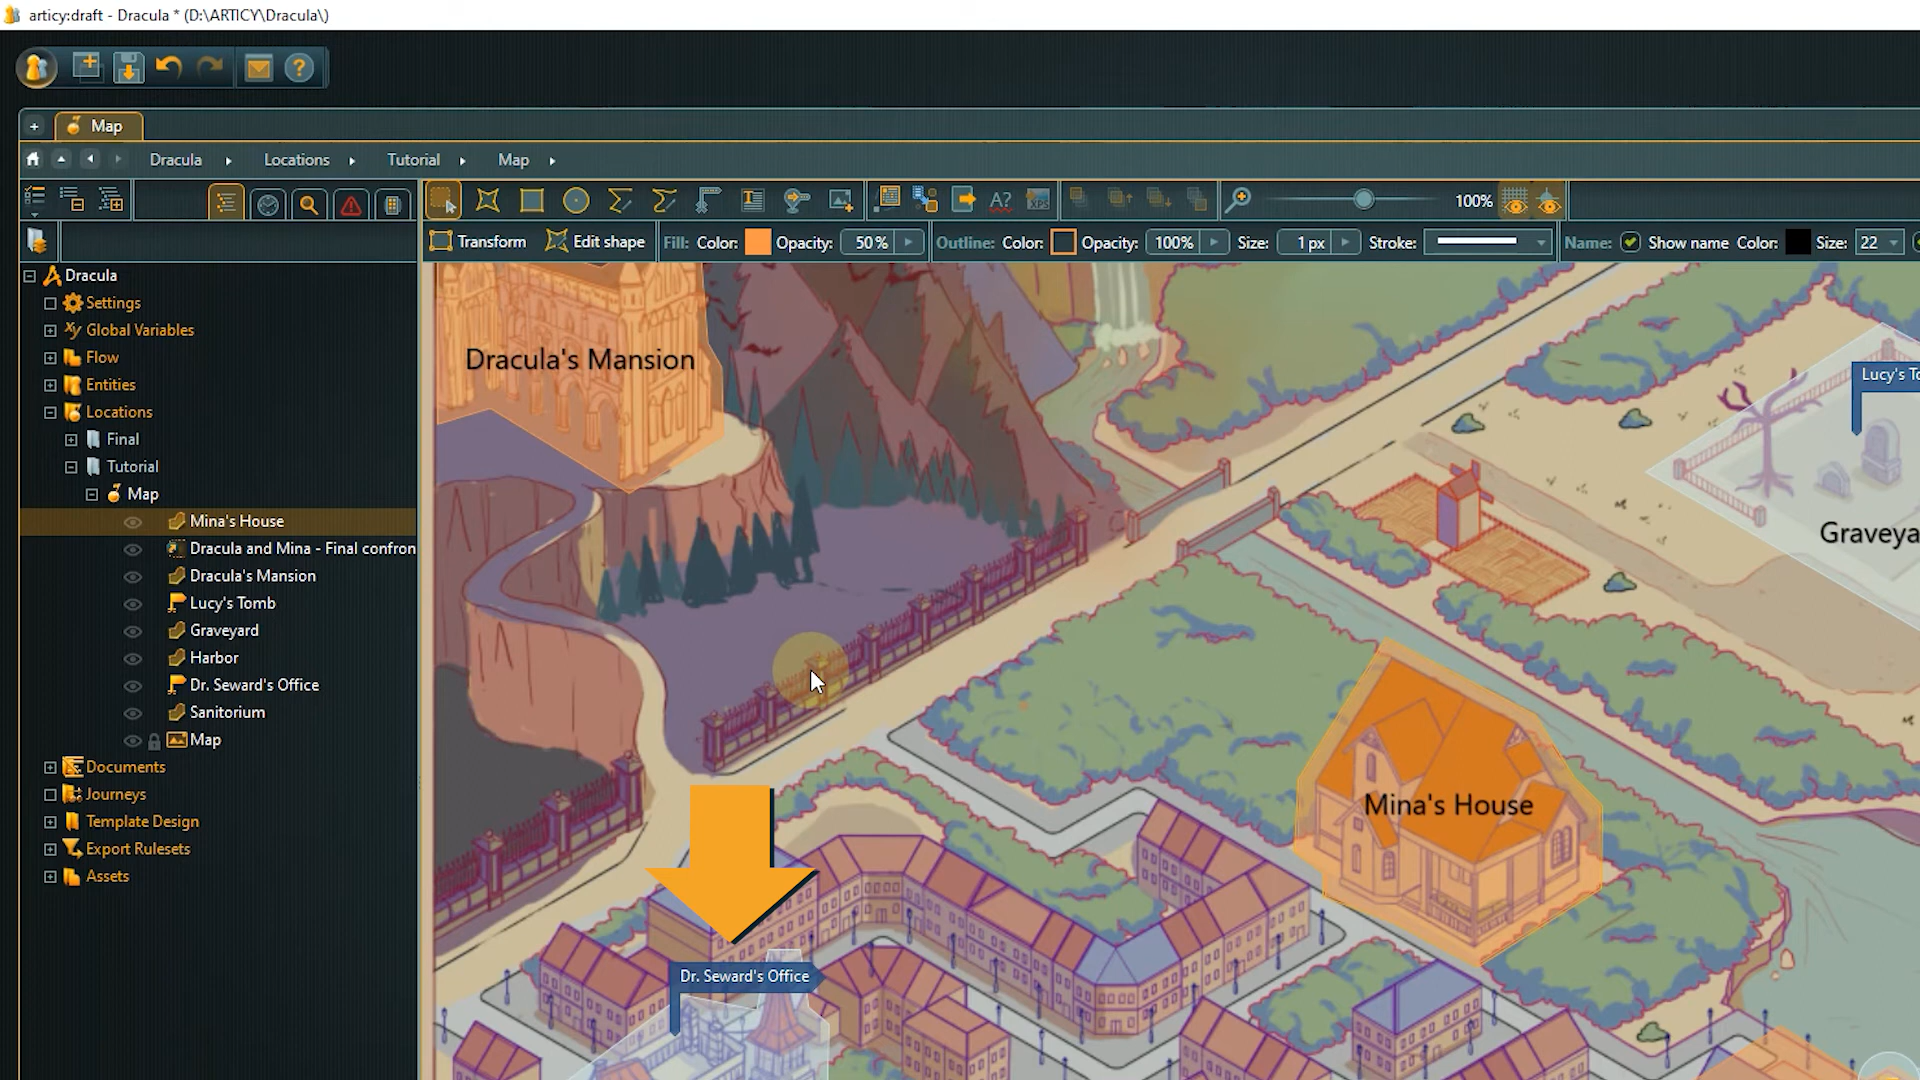 articy:draft - Dracula * (D:\ARTICY\Dracula\)
?
+ Map
Dracula Locations Tutorial Map
A? XPS 100%
Transform Edit shape Fill: Color: Opacity: 50 % Outline: Color: Opacity: 100% Size: 1 px Stroke: Name: Show name Color: Size: 22
Dracula
Settings
Global Variables
Flow
Entities
Locations
Final
Tutorial
Map
Mina's House
Dracula and Mina - Final confron
Dracula's Mansion
Lucy's Tomb
Graveyard
Harbor
Dr. Seward's Office
Sanitorium
Map
Documents
Journeys
Template Design
Export Rulesets
Assets
Dracula's Mansion
Lucy's To
Graveya
Mina's House
Dr. Seward's Office